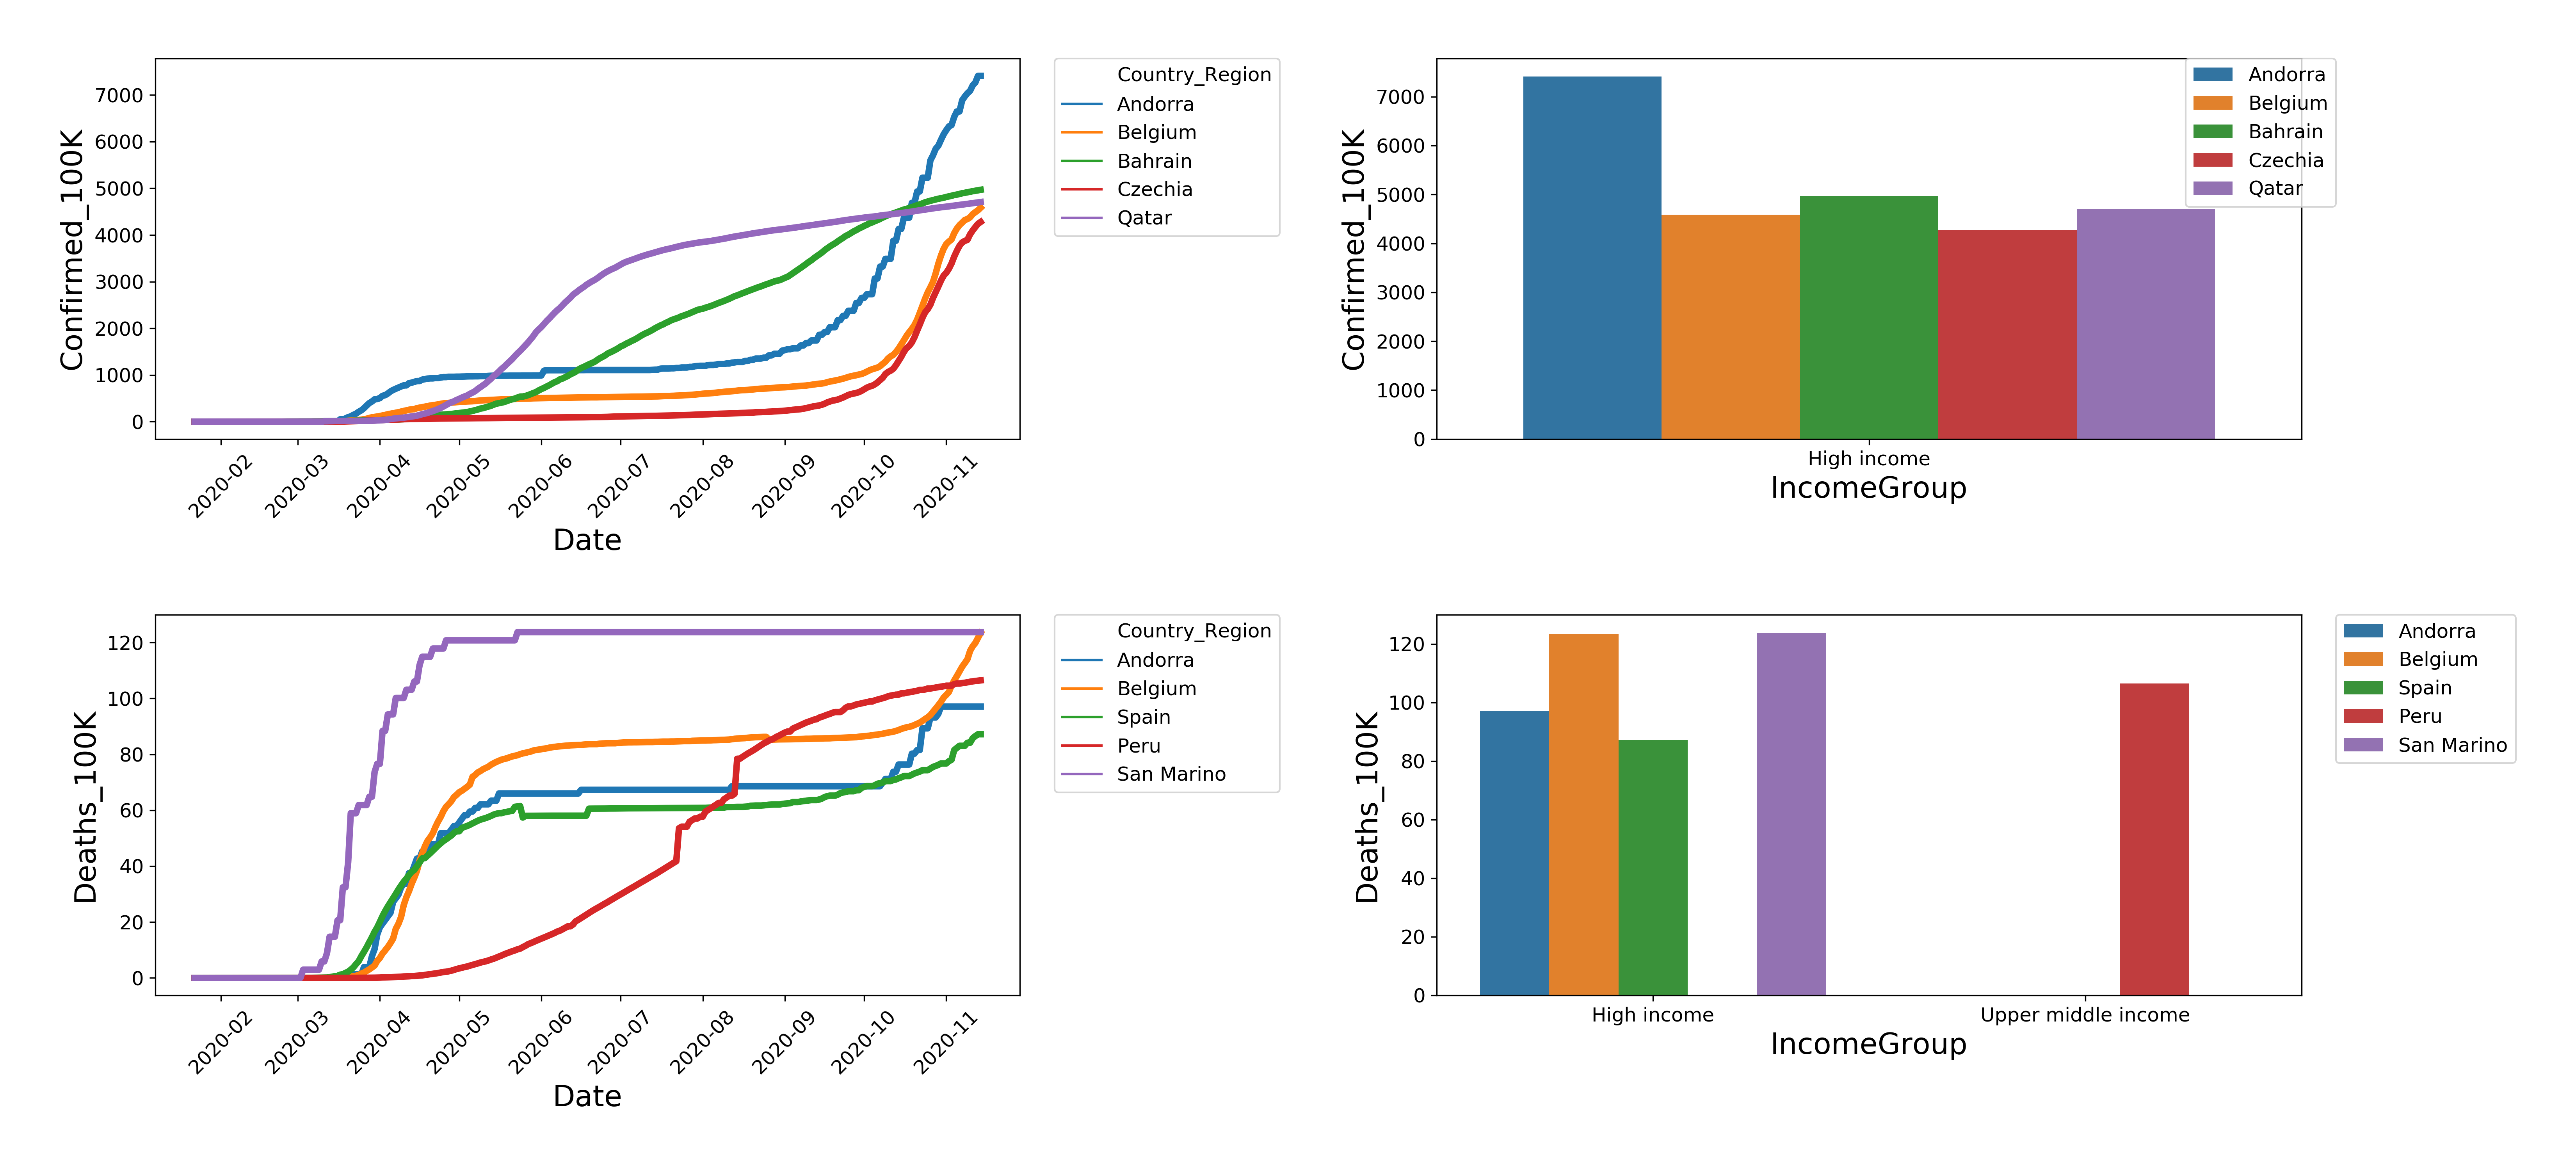 Confirmed_100K
7000
6000
5000
4000
3000
2000
1000
0
2020-02
2020-03
2020-04
2020-05
2020-06
2020-07
2020-08
2020-09
2020-10
2020-11
Date
Country_Region
Andorra
Belgium
Bahrain
Czechia
Qatar
Confirmed_100K
7000
6000
5000
4000
3000
2000
1000
0
High income
IncomeGroup
Andorra
Belgium
Bahrain
Czechia
Qatar
Deaths_100K
120
100
80
60
40
20
0
2020-02
2020-03
2020-04
2020-05
2020-06
2020-07
2020-08
2020-09
2020-10
2020-11
Date
Country_Region
Andorra
Belgium
Spain
Peru
San Marino
Deaths_100K
120
100
80
60
40
20
0
High income
Upper middle income
IncomeGroup
Andorra
Belgium
Spain
Peru
San Marino